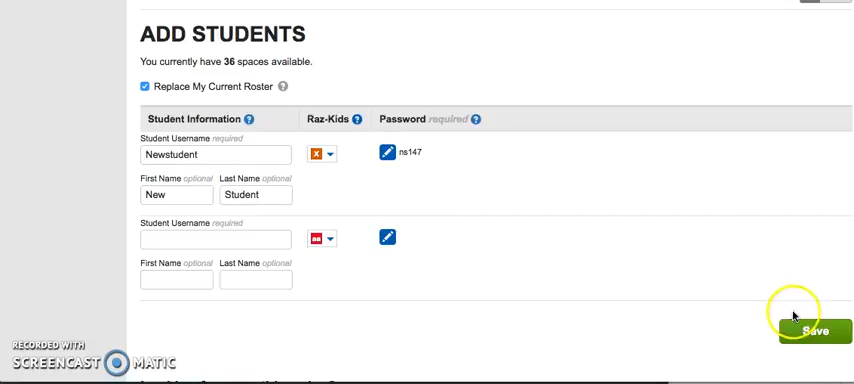 ADD STUDENTS
You currently have 36 spaces available.
Replace My Current Roster ?
Student Information ? Raz-Kids ? Password required ?
Student Username required
Newstudent X ns147
First Name optional Last Name optional
New Student
Student Username required
aa
First Name optional Last Name optional
Save
RECORDED WITH
SCREENCAST MATIC